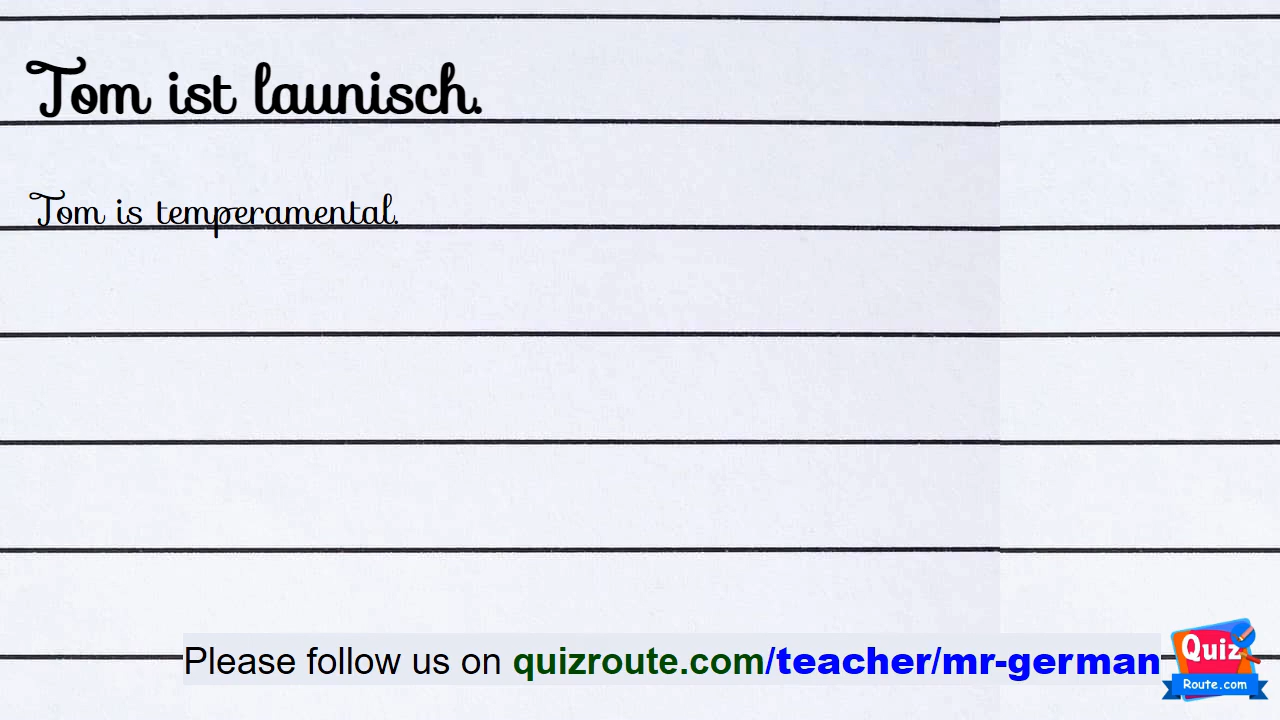 Tom ist launisch.
Tom is temperamental.
Please follow us on quizroute.com/teacher/mr-german
Quiz
Route.com